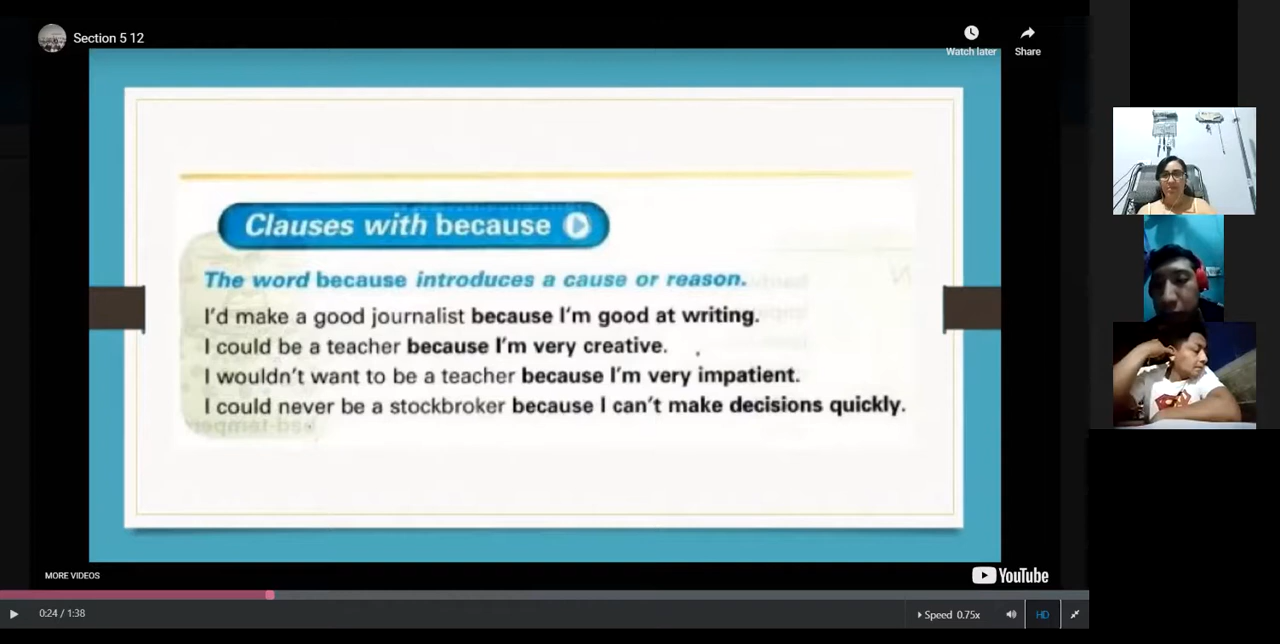 Section 5 12
Watch later
Share
Clauses with because
The word because introduces a cause or reason.
I'd make a good journalist because I'm good at writing.
I could be a teacher because I'm very creative.
I wouldn't want to be a teacher because I'm very impatient.
I could never be a stockbroker because I can't make decisions quickly.
MORE VIDEOS
YouTube
0:24 / 1:38
Speed 0.75x
HD